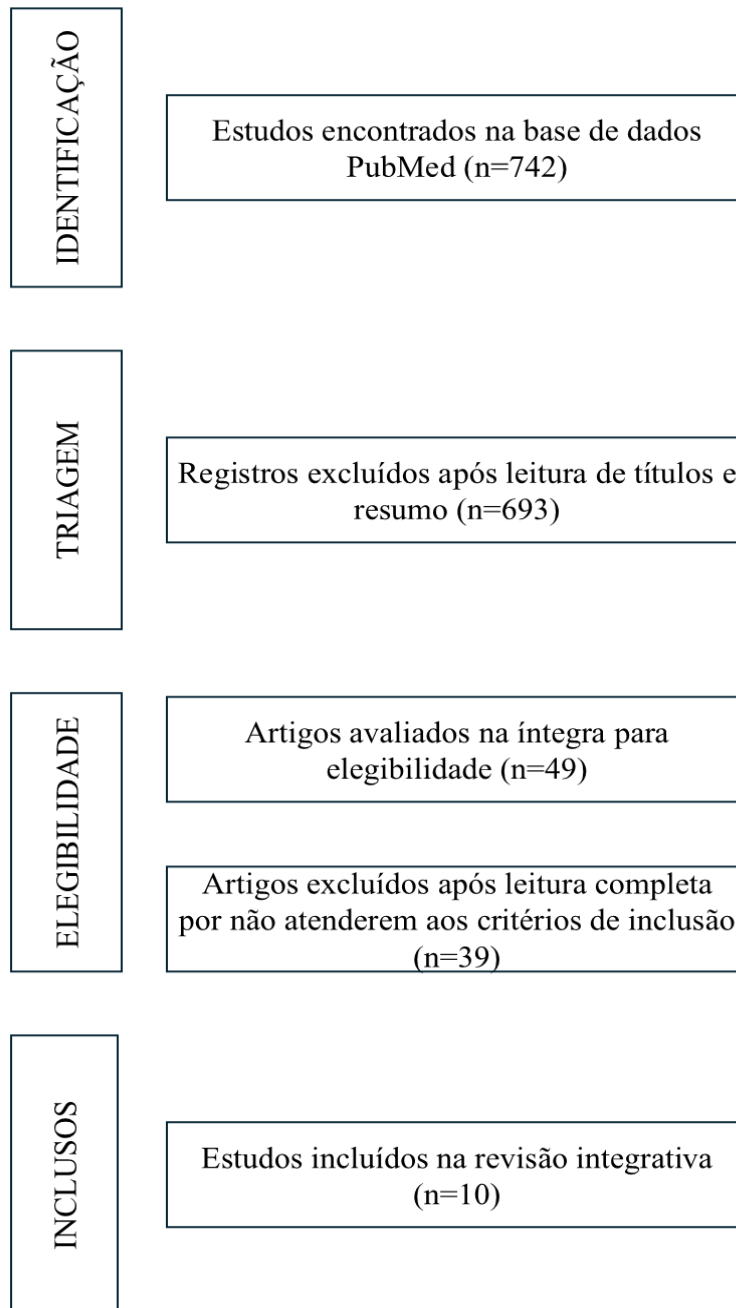 IDENTIFICAÇÃO
Estudos encontrados na base de dados
PubMed (n=742)
TRIAGEM
Registros excluídos após leitura de títulos e
resumo (n=693)
ELEGIBILIDADE
Artigos avaliados na íntegra para
elegibilidade (n=49)
Artigos excluídos após leitura completa
por não atenderem aos critérios de inclusão
(n=39)
INCLUSOS
Estudos incluídos na revisão integrativa
(n=10)